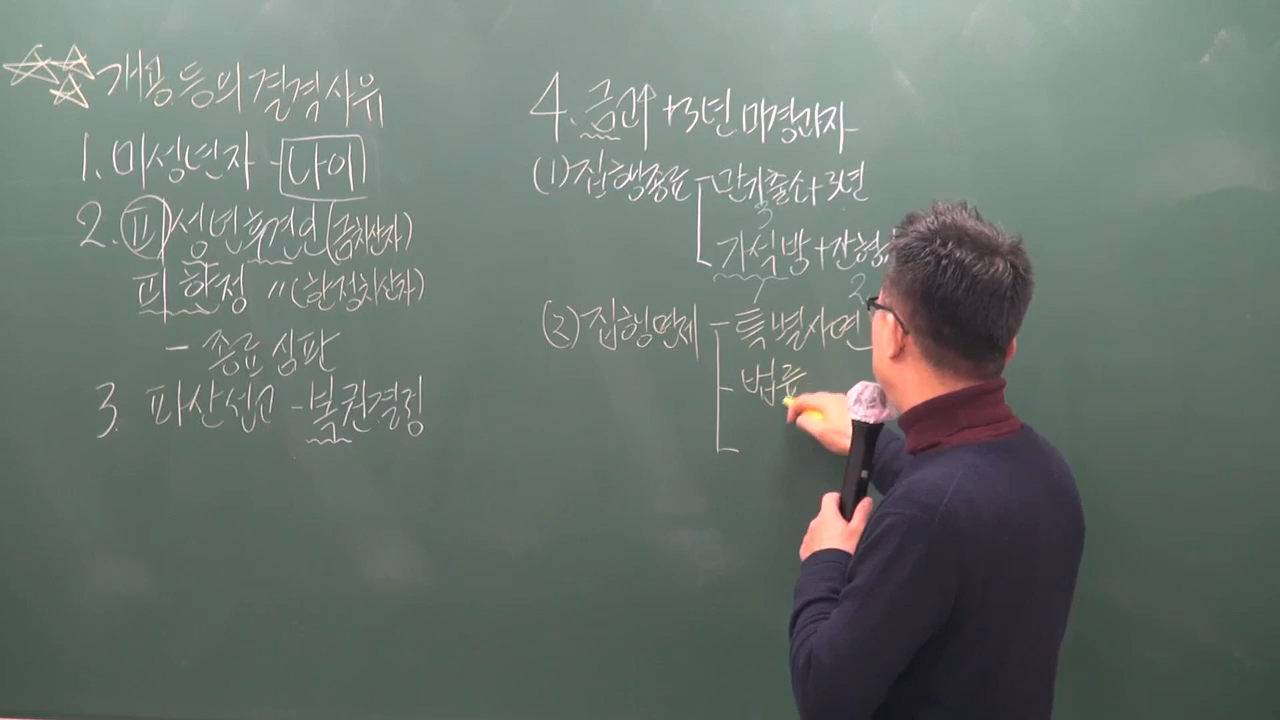 개공 등의 결격사유
1. 미성년자 - 나이
2. 피성년후견인(금치산자)
피한정 〃 (한정치산자)
- 종료심판
3. 파산선고 - 복권결정
4. 금고↑ + 3년 미경과자
(1) 집행종료 - 만기출소 + 3년
3
가석방 + 잔형
1 2
(2) 집행면제 - 특별사면
법률